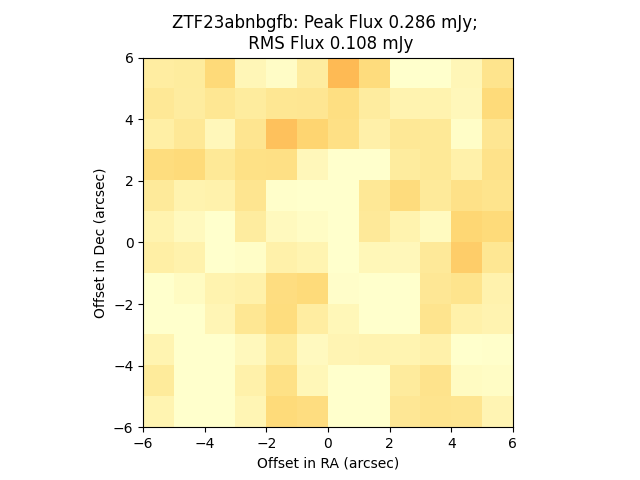 ZTF23abnbgfb: Peak Flux 0.286 mJy;
RMS Flux 0.108 mJy
6
4
2
0
−2
−4
−6
Offset in Dec (arcsec)
−6 −4 −2 0 2 4 6
Offset in RA (arcsec)